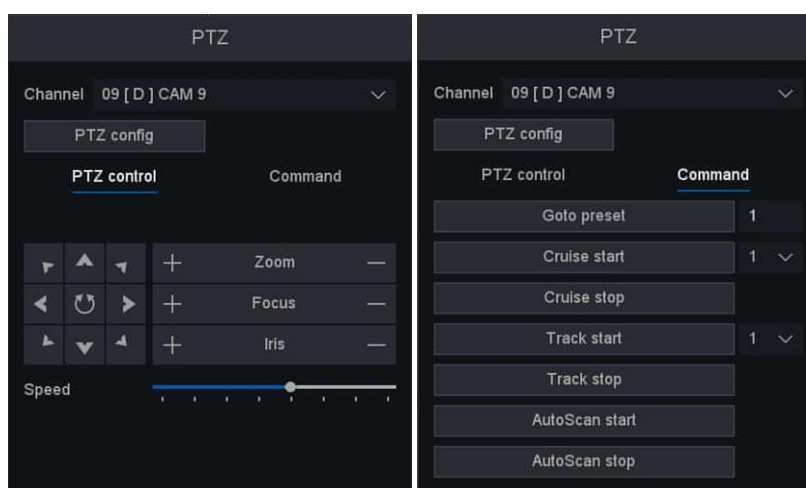 PTZ
Channel 09 [ D ] CAM 9
PTZ config
PTZ control Command
Zoom
Focus
Iris
Speed
PTZ
Channel 09 [ D ] CAM 9
PTZ config
PTZ control Command
Goto preset 1
Cruise start 1
Cruise stop
Track start 1
Track stop
AutoScan start
AutoScan stop